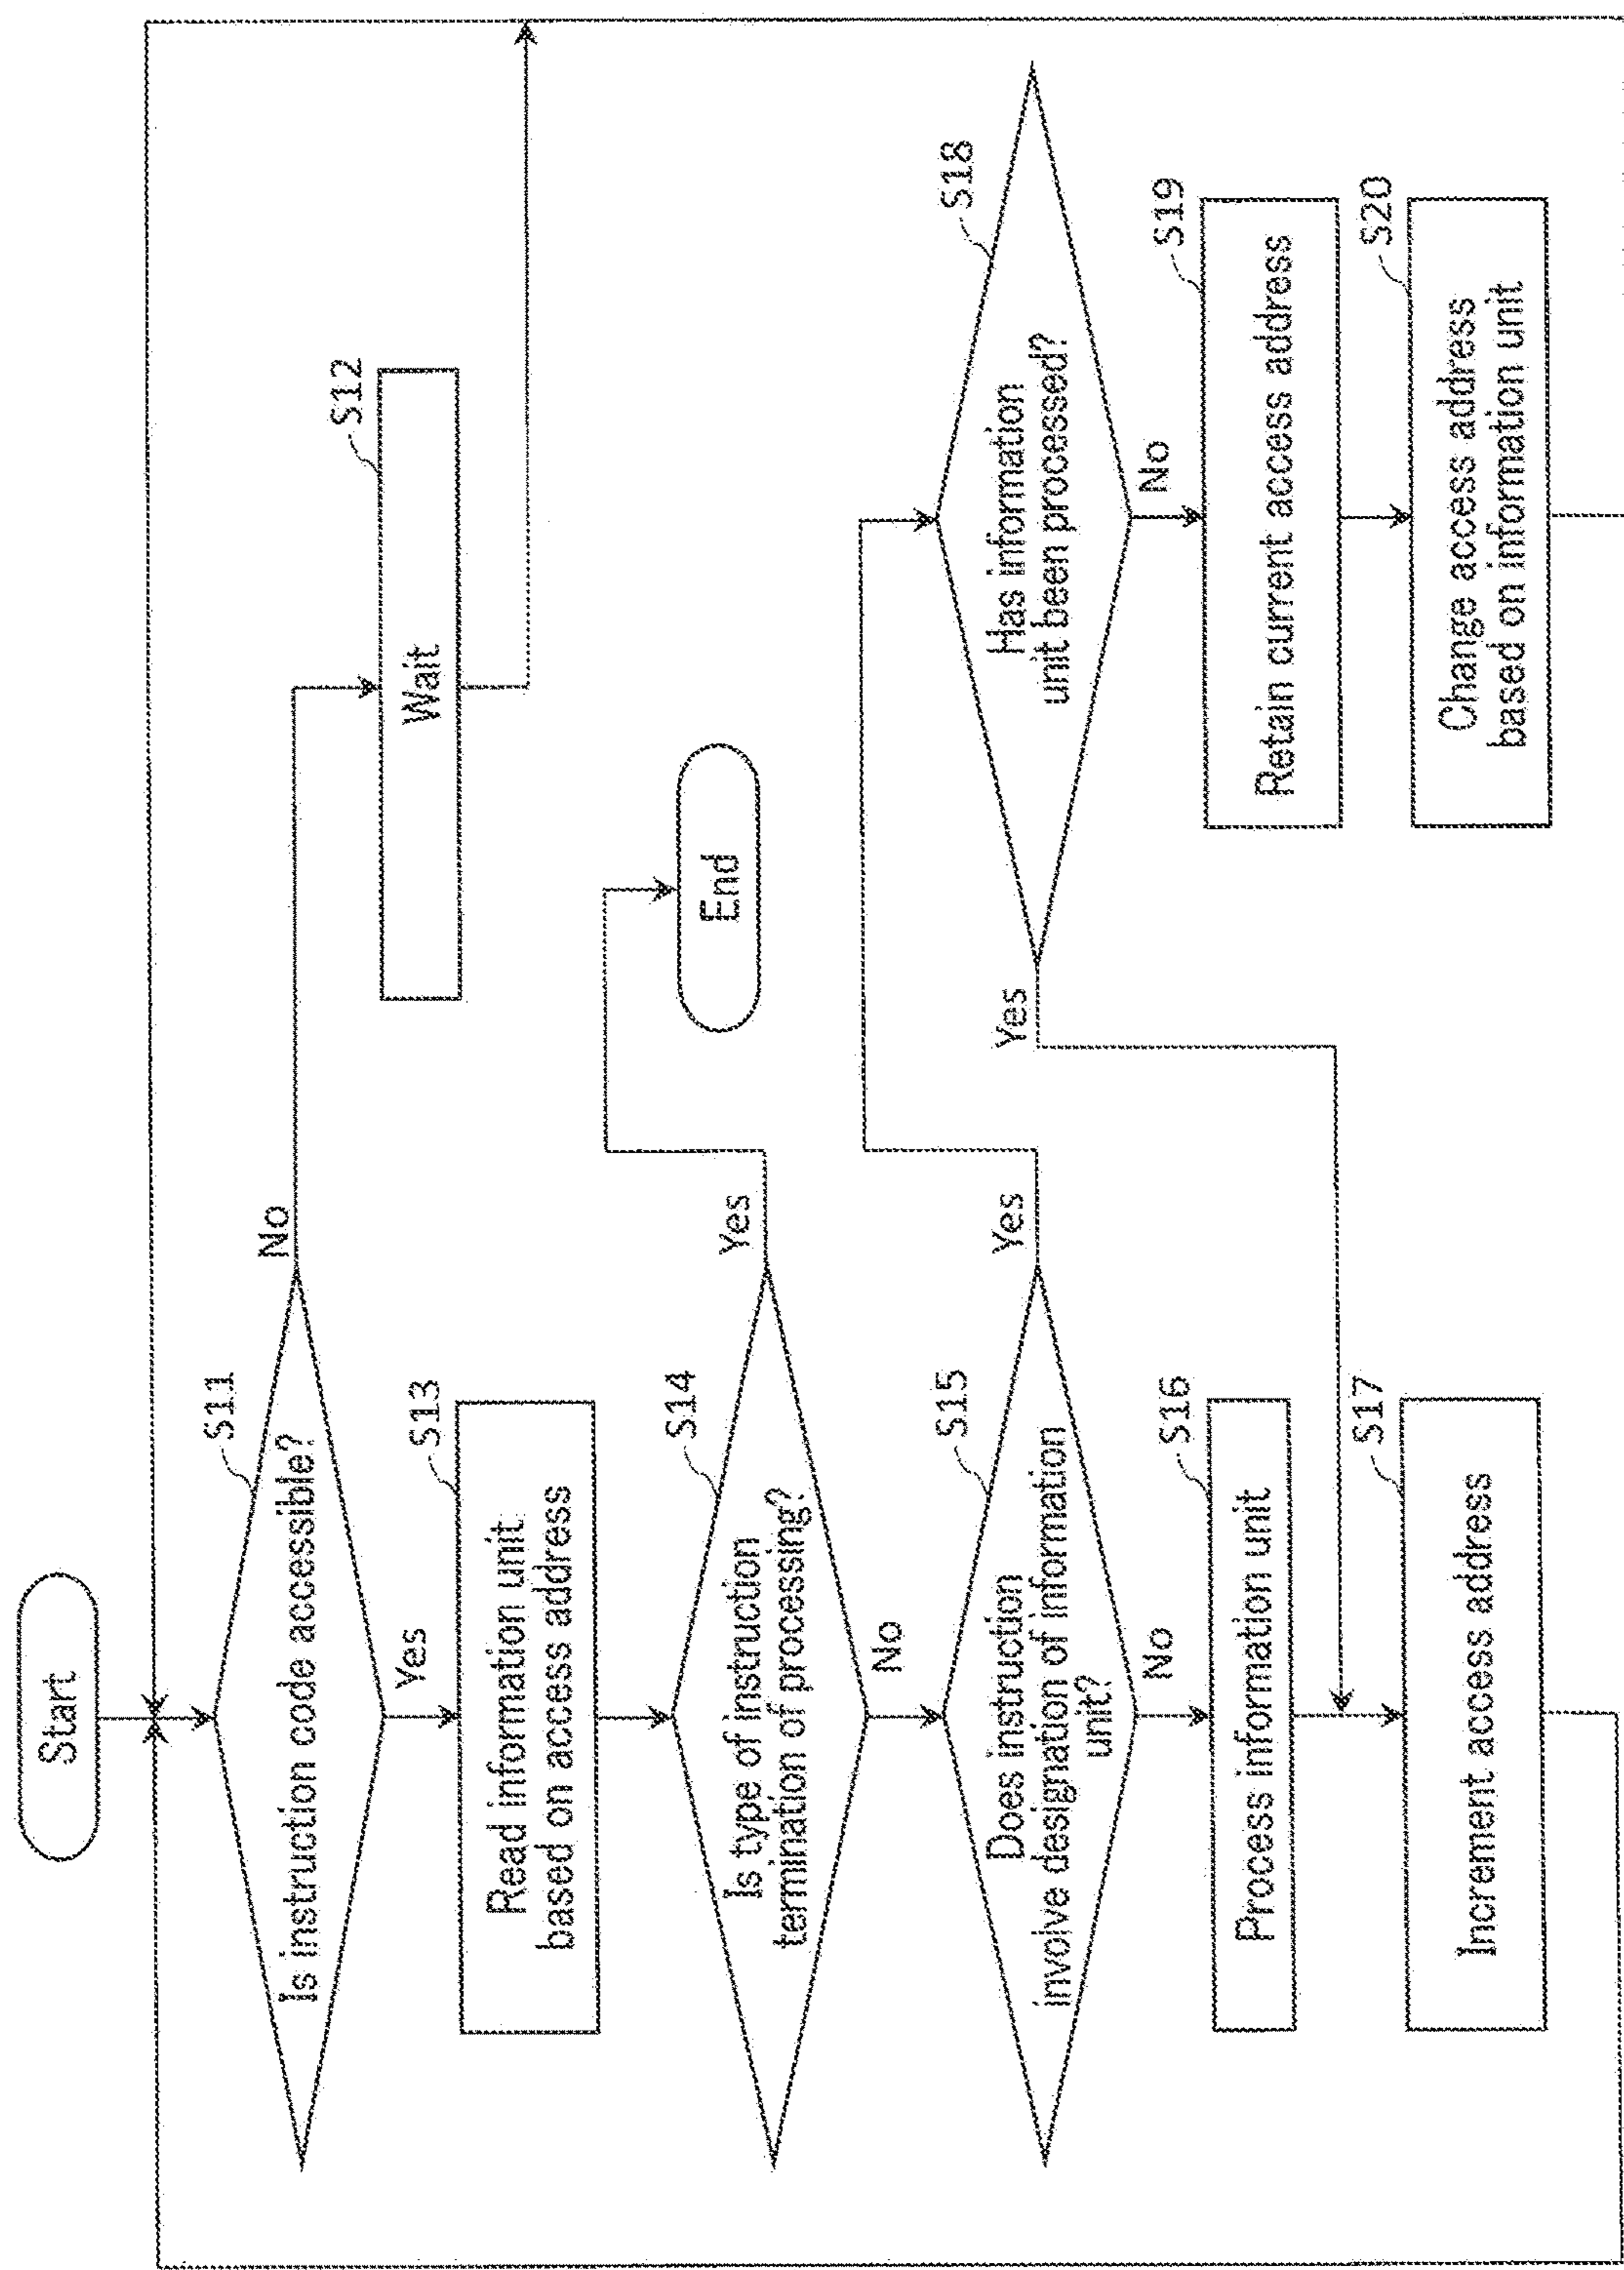 Start
S11
Is instruction code accessible?
No
Yes
S12
Wait
S13
Read information unit
based on access address
S14
Is type of instruction
termination of processing?
Yes
No
End
S15
Does instruction
involve designation of information
unit?
Yes
No
S16
Process information unit
S17
Increment access address
S18
Has information
unit been processed?
Yes
No
S19
Retain current access address
S20
Change access address
based on information unit